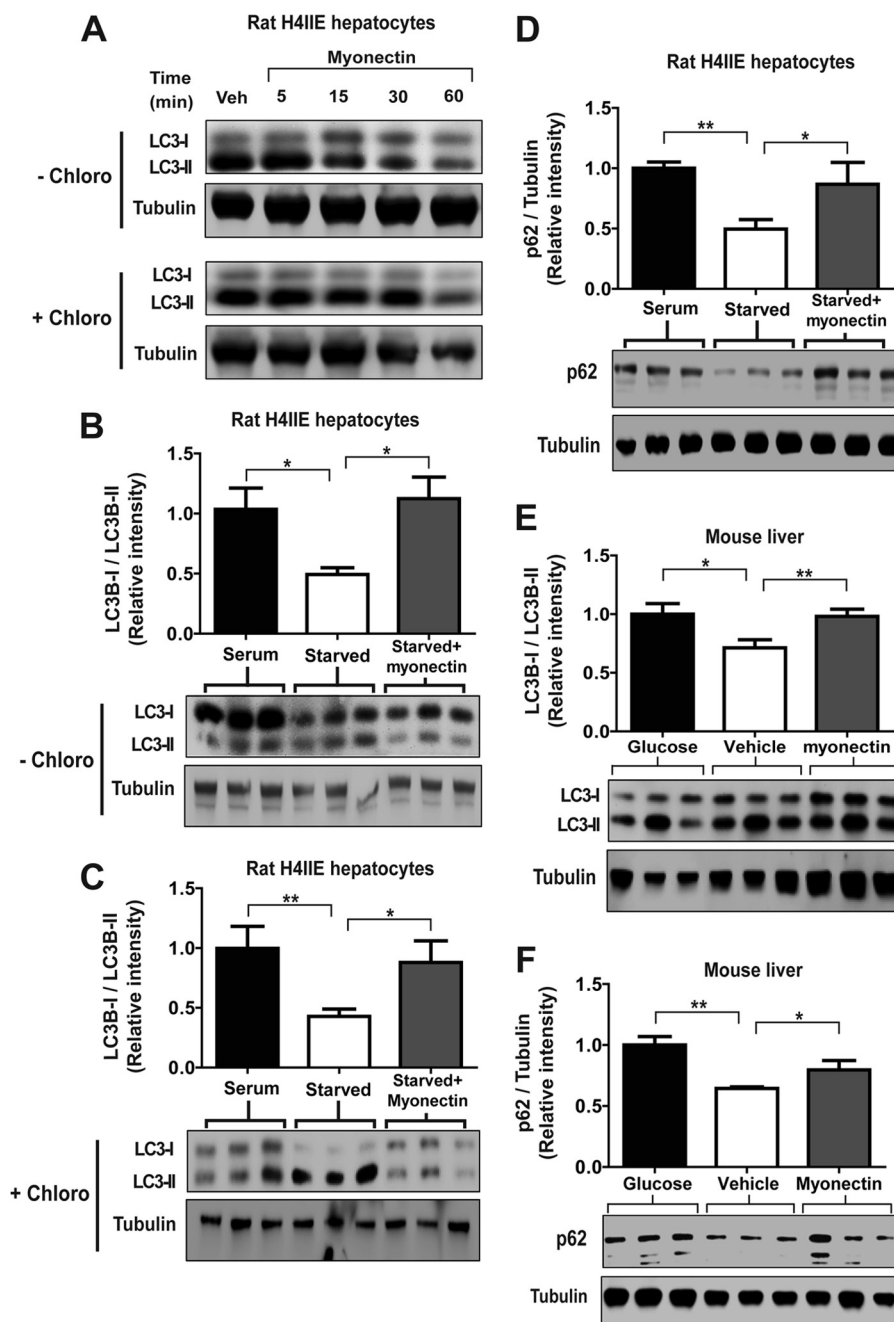 A
Rat H4IIE hepatocytes
Myonectin
Time
(min)
Veh 5 15 30 60
- Chloro
LC3-I
LC3-II
Tubulin
+ Chloro
LC3-I
LC3-II
Tubulin
B
Rat H4IIE hepatocytes
LC3B-I / LC3B-II
(Relative intensity)
1.5
1.0
0.5
0.0
* *
Serum Starved Starved+
myonectin
- Chloro
LC3-I
LC3-II
Tubulin
C
Rat H4IIE hepatocytes
LC3B-I / LC3B-II
(Relative intensity)
1.5
1.0
0.5
0.0
** *
Serum Starved Starved+
Myonectin
+ Chloro
LC3-I
LC3-II
Tubulin
D
Rat H4IIE hepatocytes
p62 / Tubulin
(Relative intensity)
1.5
1.0
0.5
0.0
** *
Serum Starved Starved+
myonectin
p62
Tubulin
E
Mouse liver
LC3B-I / LC3B-II
(Relative intensity)
1.5
1.0
0.5
0.0
* **
Glucose Vehicle myonectin
LC3-I
LC3-II
Tubulin
F
Mouse liver
p62 / Tubulin
(Relative intensity)
1.5
1.0
0.5
0.0
** *
Glucose Vehicle Myonectin
p62
Tubulin